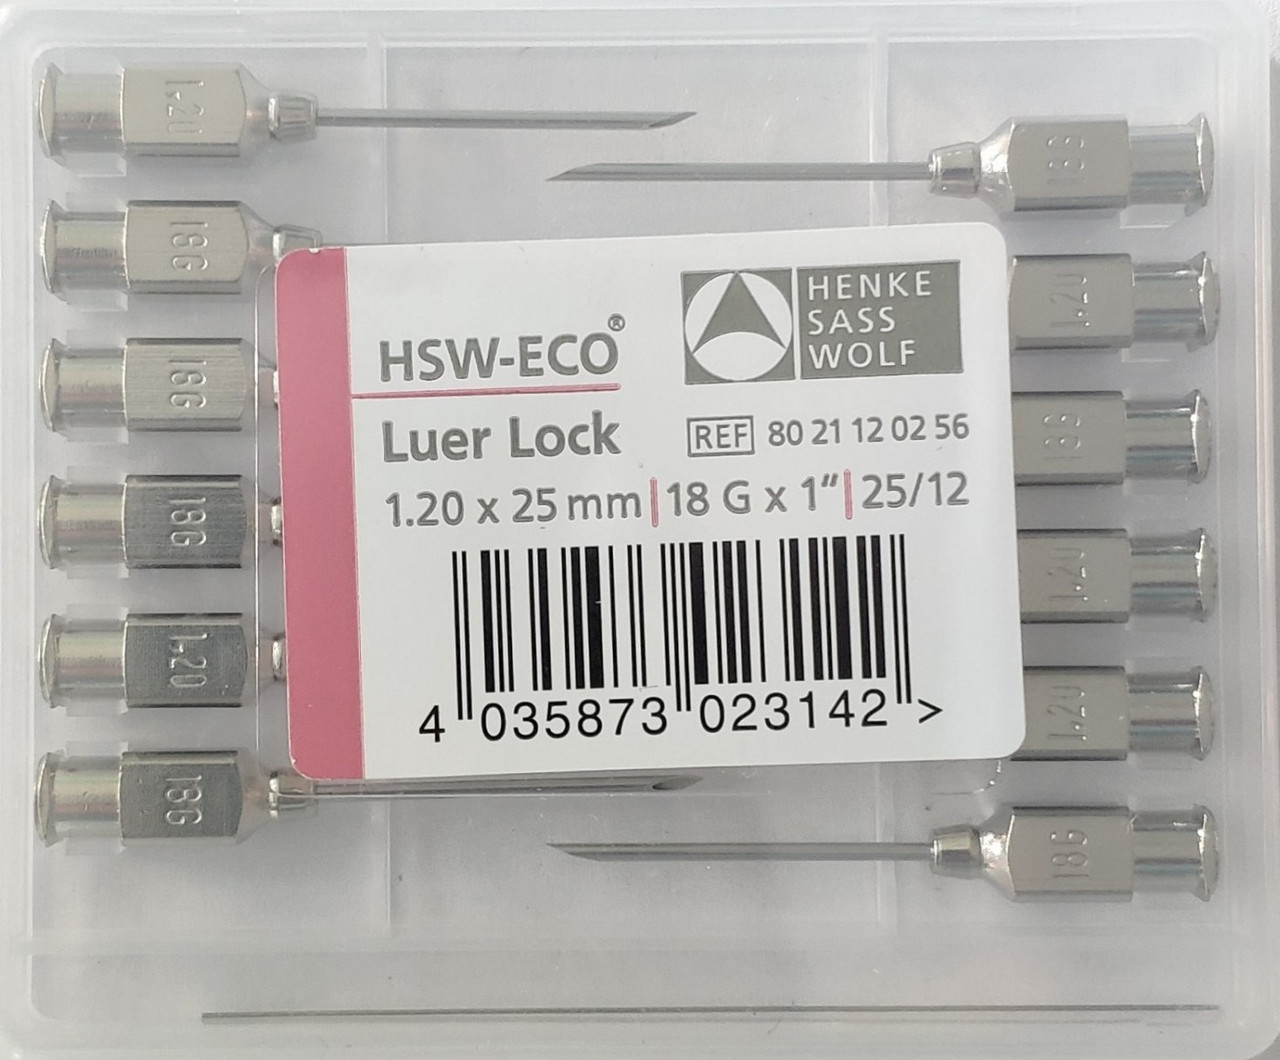 1.20
18G
18G
18G
1.20
18G
HSW-ECO®
HENKE
SASS
WOLF
Luer Lock
REF 80 21 12 02 56
1.20 x 25 mm|18 G x 1"|25/12
4 035873 023142 >
18G
1.20
18G
1.20
1.20
18G